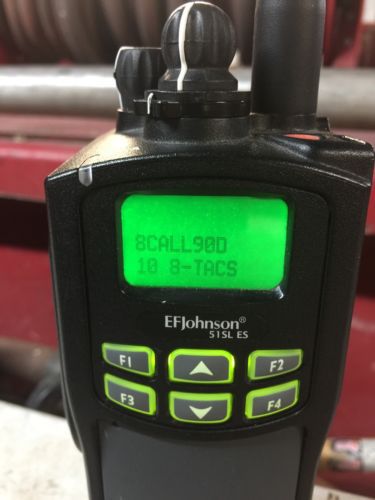 8CALL90D
10 8-TACS
EFJohnson®
51SL ES
F1
F2
F3
F4